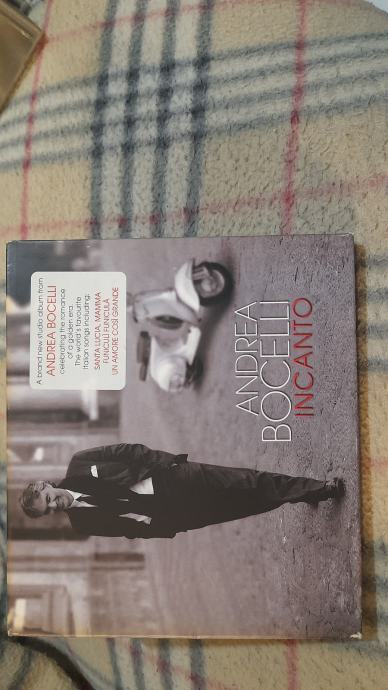 A brand new studio album from
ANDREA BOCELLI
celebrating the romance
of a golden era.
The world's favourite
Italian songs including:
SANTA LUCIA, MAMMA
FUNICULÌ FUNICULÀ
UN AMORE COSÌ GRANDE
ANDREA
BOCELLI
INCANTO